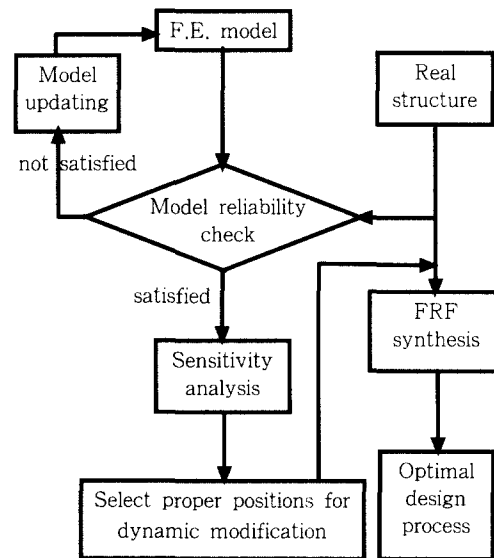 F.E. model
Model
updating
Real
structure
not satisfied
Model reliability
check
satisfied
FRF
synthesis
Sensitivity
analysis
Select proper positions for
dynamic modification
Optimal
design
process